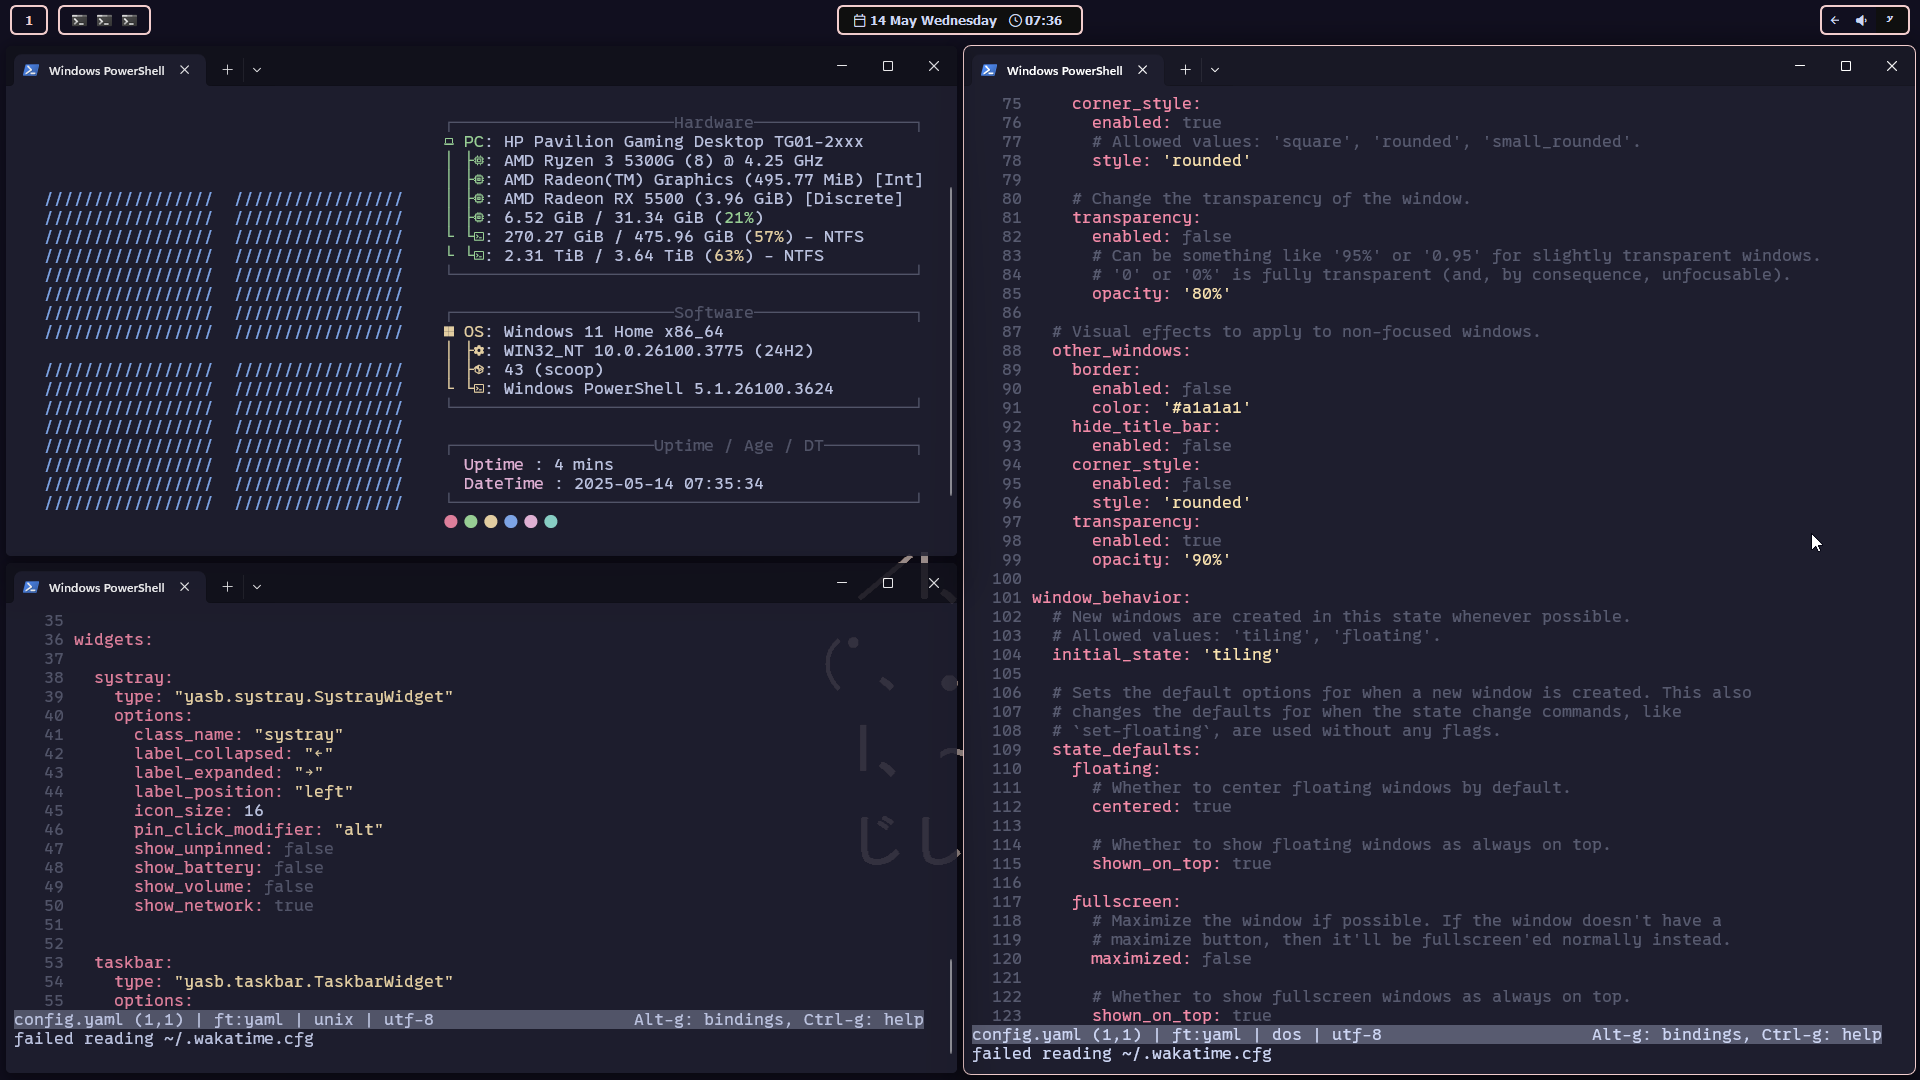 1
14 May Wednesday 07:36
Windows PowerShell
Hardware
PC: HP Pavilion Gaming Desktop TG01-2xxx
: AMD Ryzen 3 5300G (8) @ 4.25 GHz
: AMD Radeon(TM) Graphics (495.77 MiB) [Int]
: AMD Radeon RX 5500 (3.96 GiB) [Discrete]
: 6.52 GiB / 31.34 GiB (21%)
: 270.27 GiB / 475.96 GiB (57%) - NTFS
: 2.31 TiB / 3.64 TiB (63%) - NTFS
Software
OS: Windows 11 Home x86_64
: WIN32_NT 10.0.26100.3775 (24H2)
: 43 (scoop)
: Windows PowerShell 5.1.26100.3624
Uptime / Age / DT
Uptime : 4 mins
DateTime : 2025-05-14 07:35:34
Windows PowerShell
35
36 widgets:
37
38   systray:
39     type: "yasb.systray.SystrayWidget"
40     options:
41       class_name: "systray"
42       label_collapsed: "←"
43       label_expanded: "→"
44       label_position: "left"
45       icon_size: 16
46       pin_click_modifier: "alt"
47       show_unpinned: false
48       show_battery: false
49       show_volume: false
50       show_network: true
51
52
53   taskbar:
54     type: "yasb.taskbar.TaskbarWidget"
55     options:
config.yaml (1,1) | ft:yaml | unix | utf-8 Alt-g: bindings, Ctrl-g: help
failed reading ~/.wakatime.cfg
Windows PowerShell
75     corner_style:
76       enabled: true
77       # Allowed values: 'square', 'rounded', 'small_rounded'.
78       style: 'rounded'
79
80     # Change the transparency of the window.
81     transparency:
82       enabled: false
83       # Can be something like '95%' or '0.95' for slightly transparent windows.
84       # '0' or '0%' is fully transparent (and, by consequence, unfocusable).
85       opacity: '80%'
86
87   # Visual effects to apply to non-focused windows.
88   other_windows:
89     border:
90       enabled: false
91       color: '#a1a1a1'
92     hide_title_bar:
93       enabled: false
94     corner_style:
95       enabled: false
96       style: 'rounded'
97     transparency:
98       enabled: true
99       opacity: '90%'
100
101 window_behavior:
102   # New windows are created in this state whenever possible.
103   # Allowed values: 'tiling', 'floating'.
104   initial_state: 'tiling'
105
106   # Sets the default options for when a new window is created. This also
107   # changes the defaults for when the state change commands, like
108   # `set-floating`, are used without any flags.
109   state_defaults:
110     floating:
111       # Whether to center floating windows by default.
112       centered: true
113
114       # Whether to show floating windows as always on top.
115       shown_on_top: true
116
117     fullscreen:
118       # Maximize the window if possible. If the window doesn't have a
119       # maximize button, then it'll be fullscreen'ed normally instead.
120       maximized: false
121
122       # Whether to show fullscreen windows as always on top.
123       shown_on_top: true
config.yaml (1,1) | ft:yaml | dos | utf-8 Alt-g: bindings, Ctrl-g: help
failed reading ~/.wakatime.cfg